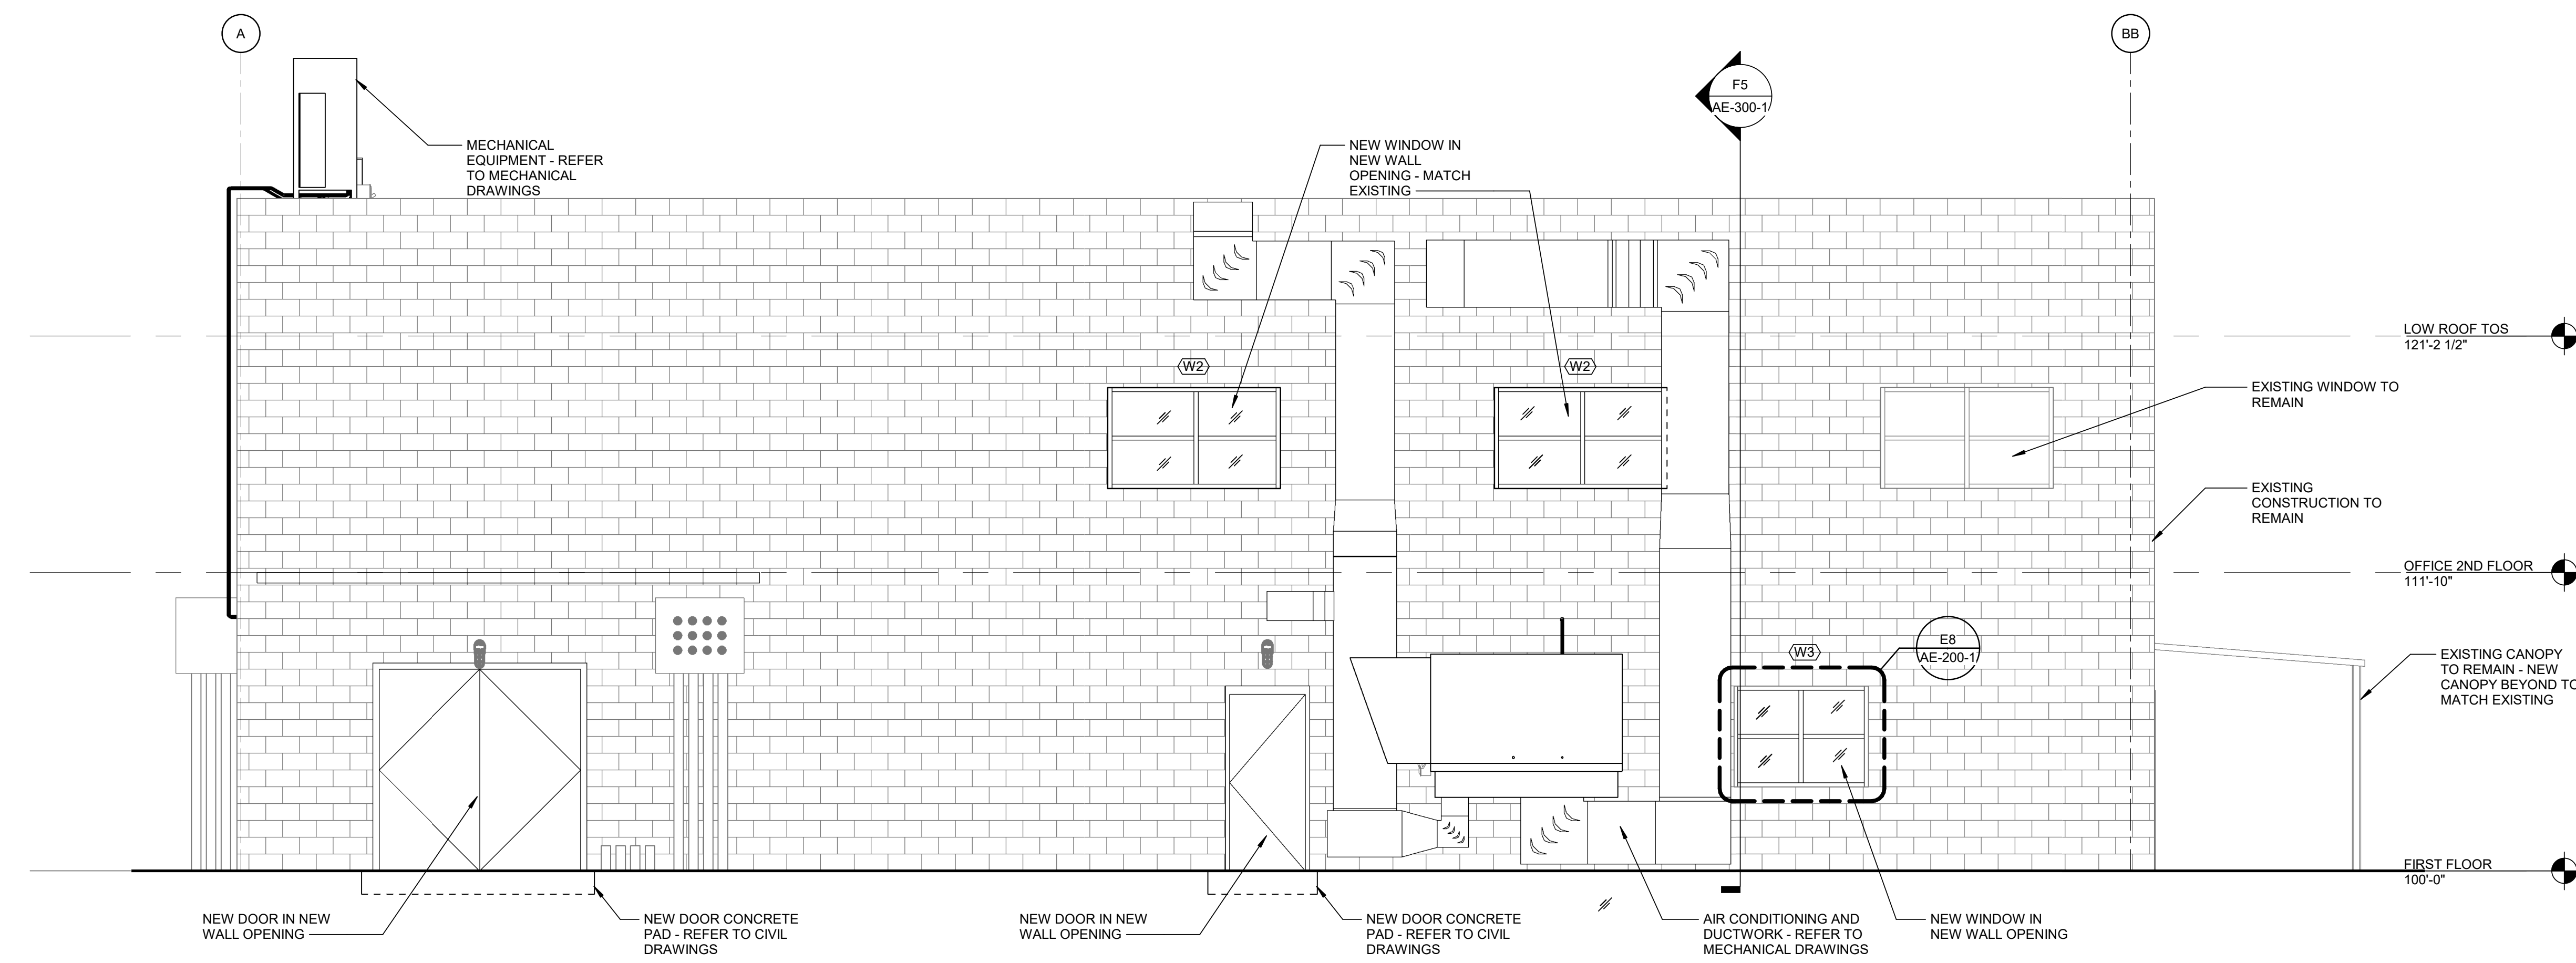 A
BB
F5
AE-300-1
MECHANICAL
EQUIPMENT - REFER
TO MECHANICAL
DRAWINGS
NEW WINDOW IN
NEW WALL
OPENING - MATCH
EXISTING
LOW ROOF TOS
121'-2 1/2"
W2
W2
EXISTING WINDOW TO
REMAIN
EXISTING
CONSTRUCTION TO
REMAIN
OFFICE 2ND FLOOR
111'-10"
E8
AE-200-1
W3
EXISTING CANOPY
TO REMAIN - NEW
CANOPY BEYOND TO
MATCH EXISTING
FIRST FLOOR
100'-0"
NEW DOOR IN NEW
WALL OPENING
NEW DOOR CONCRETE
PAD - REFER TO CIVIL
DRAWINGS
NEW DOOR IN NEW
WALL OPENING
NEW DOOR CONCRETE
PAD - REFER TO CIVIL
DRAWINGS
AIR CONDITIONING AND
DUCTWORK - REFER TO
MECHANICAL DRAWINGS
NEW WINDOW IN
NEW WALL OPENING